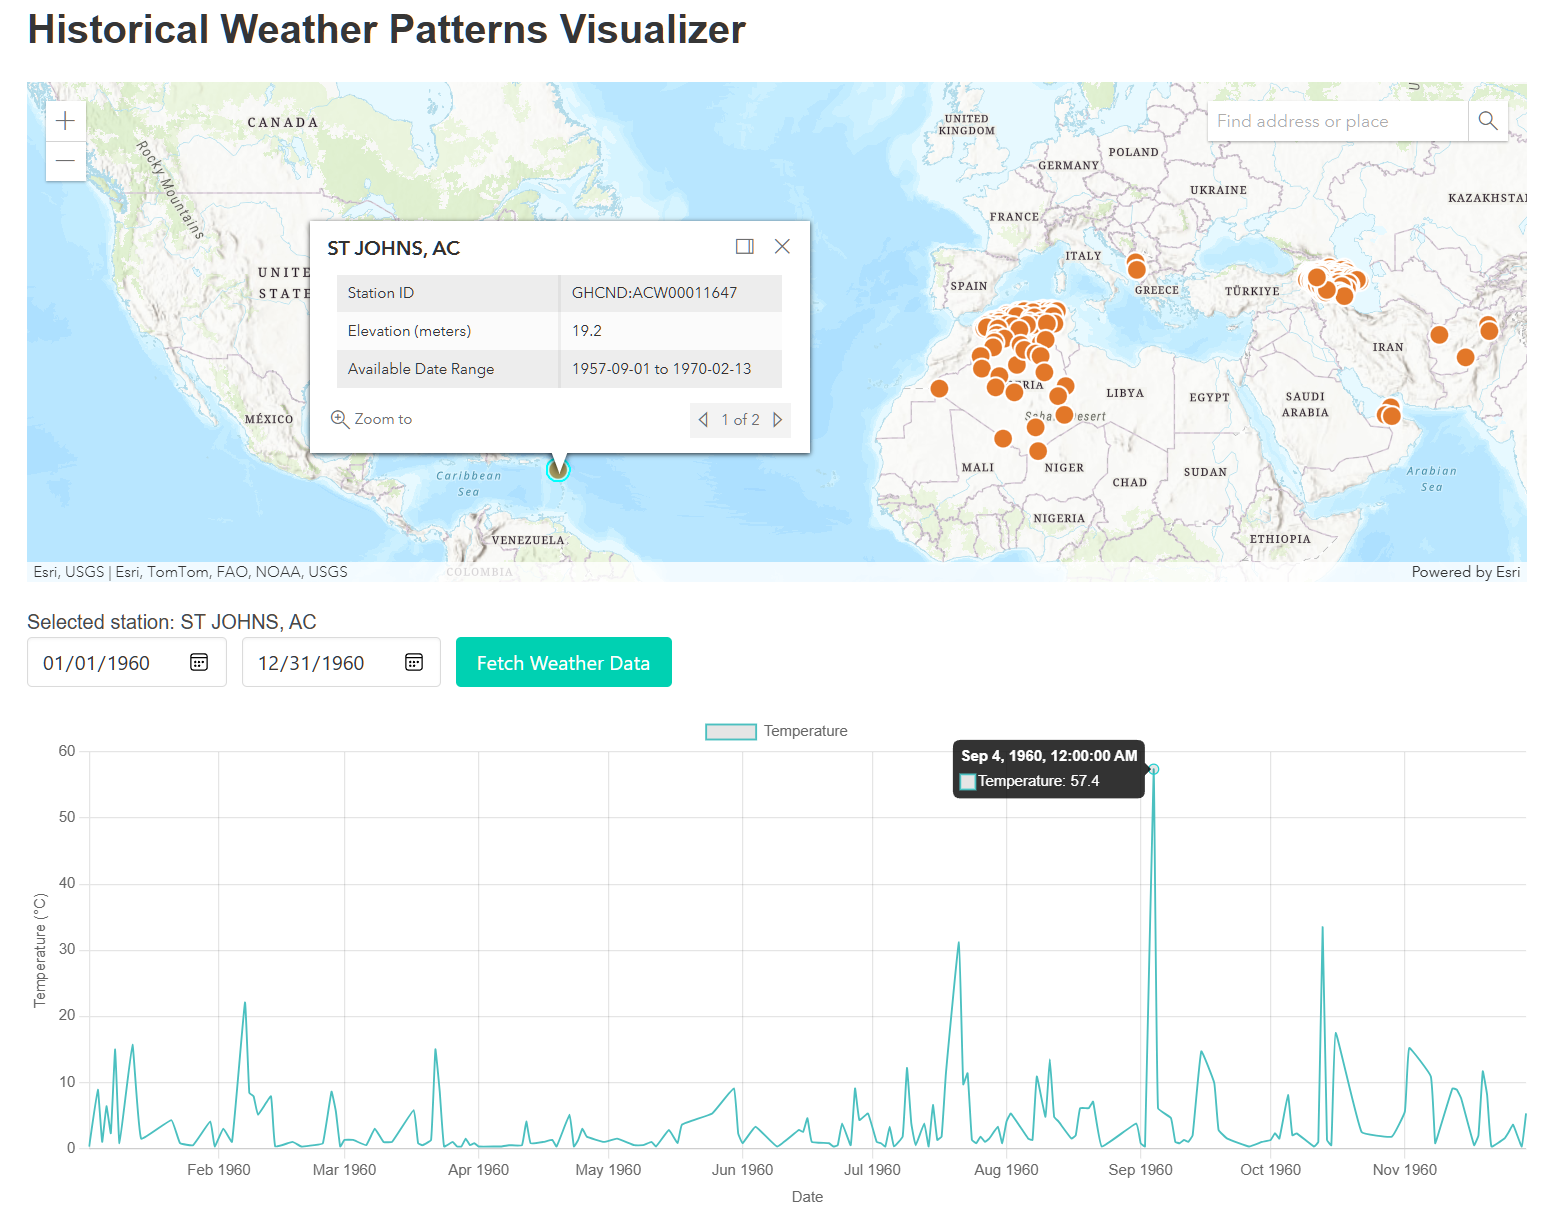 Historical Weather Patterns Visualizer
CANADA
Rocky Mountains
UNITED
KINGDOM
POLAND
GERMANY
UKRAINE
KAZAKHSTAN
FRANCE
ITALY
SPAIN
GREECE
TÜRKIYE
IRAN
LIBYA
EGYPT
SAUDI
ARABIA
MALI
NIGER
CHAD
SUDAN
NIGERIA
ETHIOPIA
Arabian
Sea
Find address or place
UNITE
STATE
MÉXICO
Caribbean
Sea
VENEZUELA
COLOMBIA
ST JOHNS, AC
Station ID GHCND:ACW00011647
Elevation (meters) 19.2
Available Date Range 1957-09-01 to 1970-02-13
Zoom to 1 of 2
Esri, USGS | Esri, TomTom, FAO, NOAA, USGS Powered by Esri
Selected station: ST JOHNS, AC
01/01/1960 12/31/1960 Fetch Weather Data
Temperature
Sep 4, 1960, 12:00:00 AM
Temperature: 57.4
Temperature (°C)
60
50
40
30
20
10
0
Feb 1960 Mar 1960 Apr 1960 May 1960 Jun 1960 Jul 1960 Aug 1960 Sep 1960 Oct 1960 Nov 1960
Date